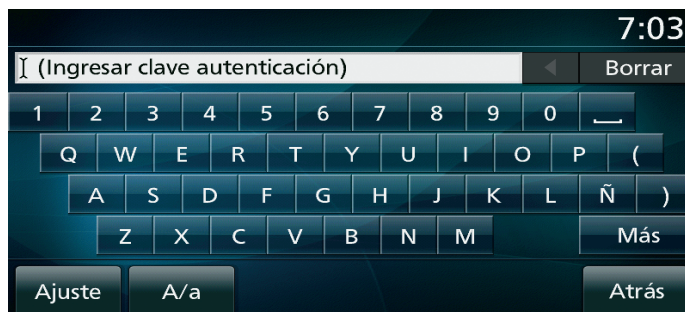 7:03
(Ingresar clave autenticación) Borrar
1 2 3 4 5 6 7 8 9 0
Q W E R T Y U I O P (
A S D F G H J K L Ñ )
Z X C V B N M Más
Ajuste A/a Atrás